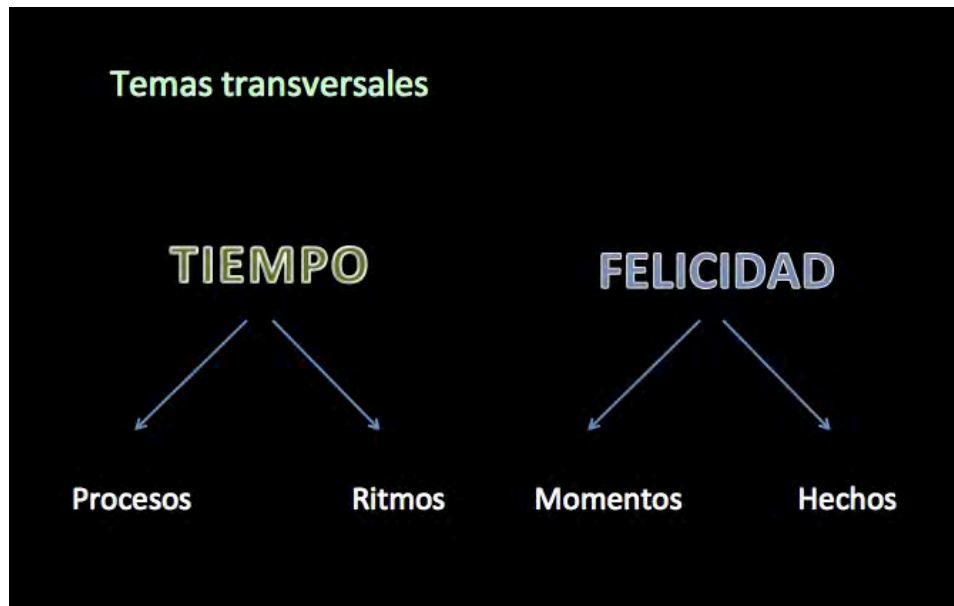 Temas transversales
TIEMPO FELICIDAD
Procesos Ritmos Momentos Hechos